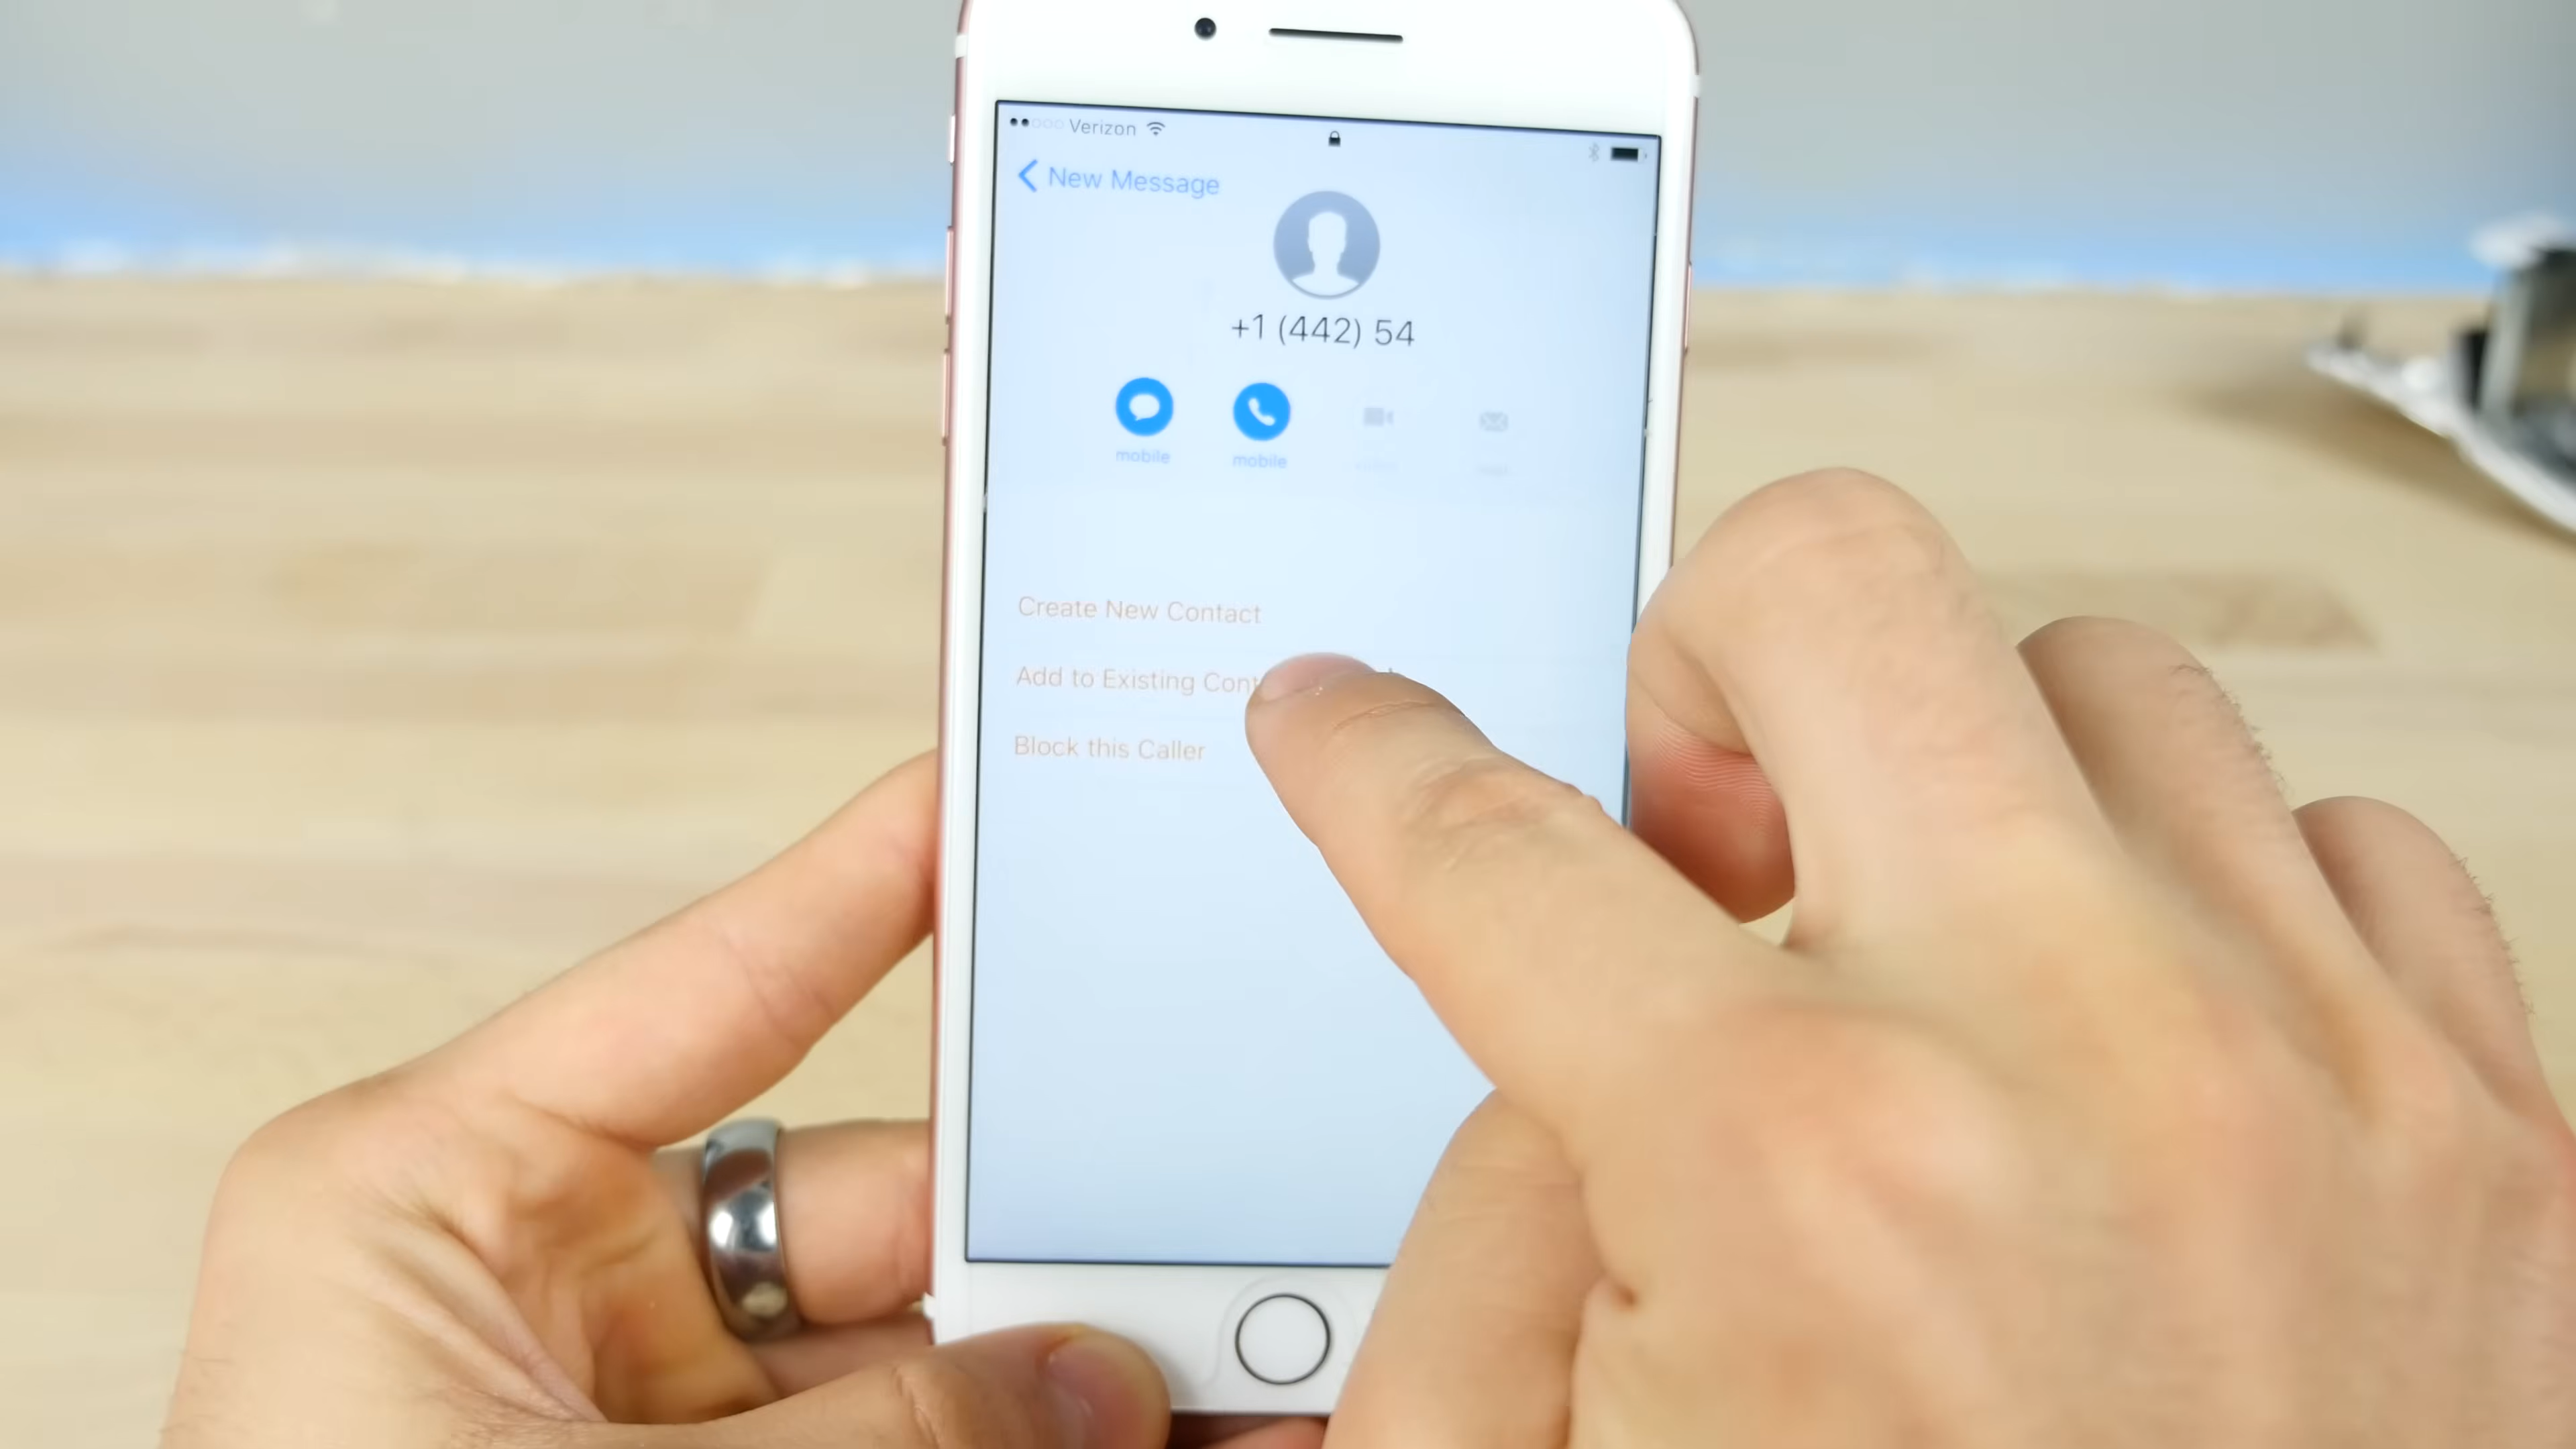 Verizon
New Message
+1 (442) 54
mobile
mobile
Create New Contact
Add to Existing Cont
Block this Caller